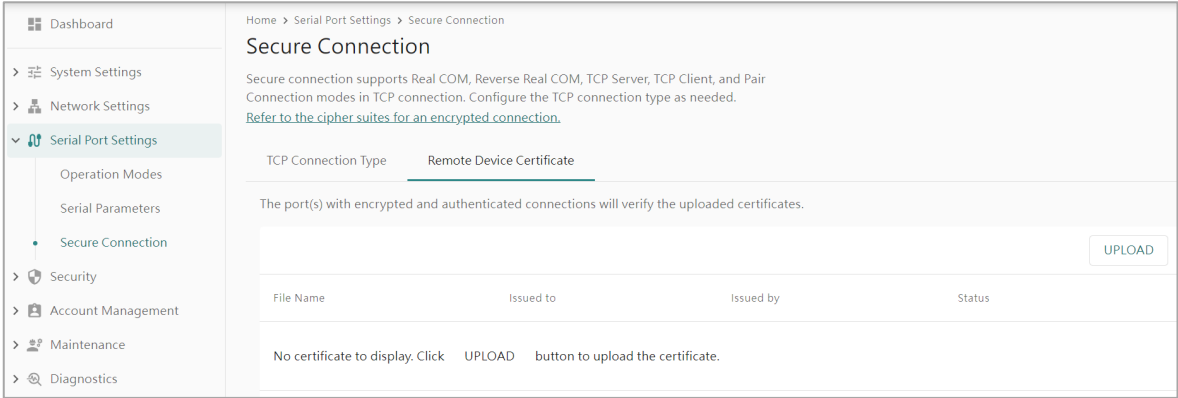 Dashboard
System Settings
Network Settings
Serial Port Settings
Operation Modes
Serial Parameters
Secure Connection
Security
Account Management
Maintenance
Diagnostics
Home > Serial Port Settings > Secure Connection
Secure Connection
Secure connection supports Real COM, Reverse Real COM, TCP Server, TCP Client, and Pair
Connection modes in TCP connection. Configure the TCP connection type as needed.
Refer to the cipher suites for an encrypted connection.
TCP Connection Type Remote Device Certificate
The port(s) with encrypted and authenticated connections will verify the uploaded certificates.
UPLOAD
File Name Issued to Issued by Status
No certificate to display. Click UPLOAD button to upload the certificate.